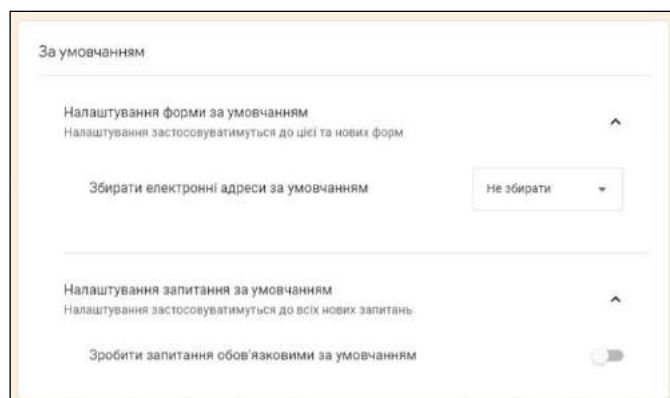 За умовчанням
Налаштування форми за умовчанням
Налаштування застосовуватимуться до цієї та нових форм
Збирати електронні адреси за умовчанням
Не збирати
Налаштування запитання за умовчанням
Налаштування застосовуватимуться до всіх нових запитань
Зробити запитання обов'язковими за умовчанням